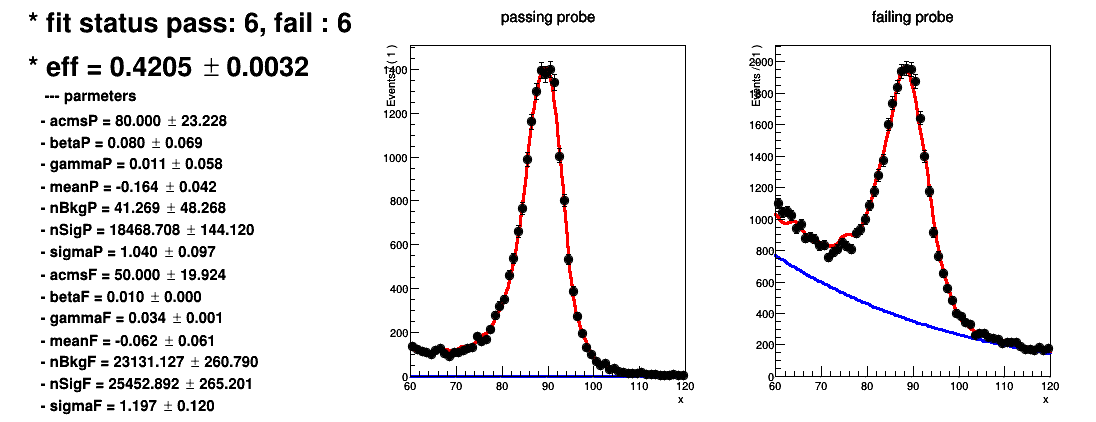 * fit status pass: 6, fail : 6
* eff = 0.4205 ± 0.0032
--- parmeters
- acmsP = 80.000 ± 23.228
- betaP = 0.080 ± 0.069
- gammaP = 0.011 ± 0.058
- meanP = -0.164 ± 0.042
- nBkgP = 41.269 ± 48.268
- nSigP = 18468.708 ± 144.120
- sigmaP = 1.040 ± 0.097
- acmsF = 50.000 ± 19.924
- betaF = 0.010 ± 0.000
- gammaF = 0.034 ± 0.001
- meanF = -0.062 ± 0.061
- nBkgF = 23131.127 ± 260.790
- nSigF = 25452.892 ± 265.201
- sigmaF = 1.197 ± 0.120
passing probe
Events / ( 1 )
1400
1200
1000
800
600
400
200
0
60 70 80 90 100 110 120
x
failing probe
Events / ( 1 )
2000
1800
1600
1400
1200
1000
800
600
400
200
0
60 70 80 90 100 110 120
x